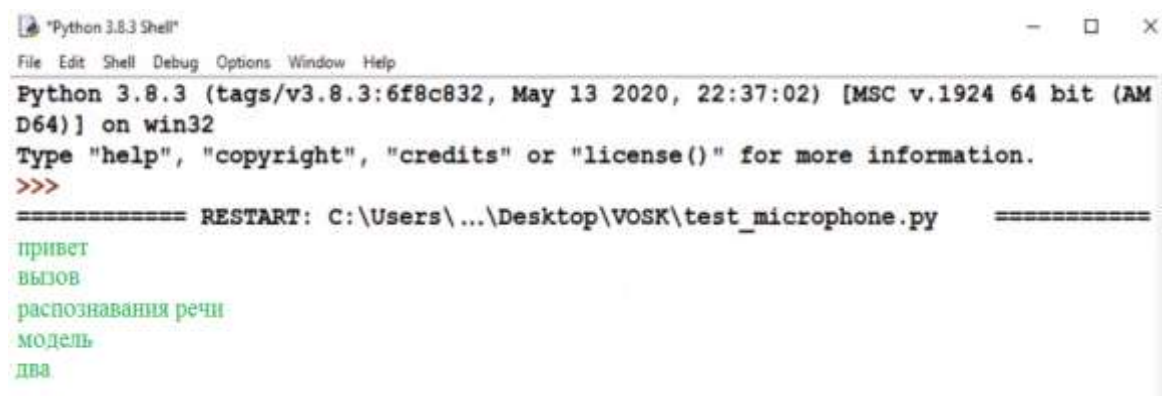 *Python 3.8.3 Shell*
File Edit Shell Debug Options Window Help
Python 3.8.3 (tags/v3.8.3:6f8c832, May 13 2020, 22:37:02) [MSC v.1924 64 bit (AM
D64)] on win32
Type "help", "copyright", "credits" or "license()" for more information.
>>>
============ RESTART: C:\Users\...\Desktop\VOSK\test_microphone.py ===========
привет
вызов
распознавания речи
модель
два